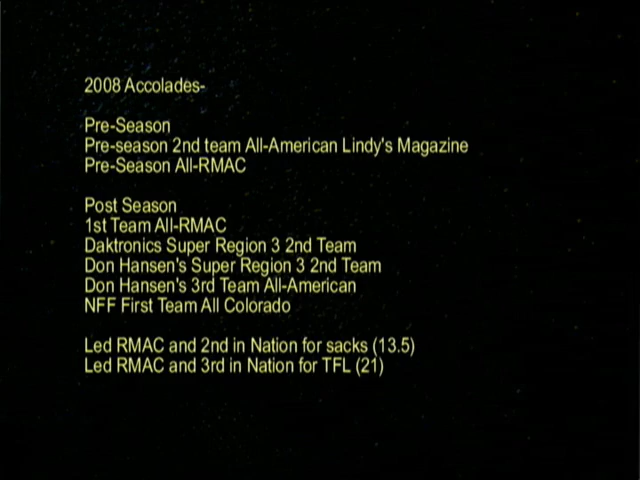 2008 Accolades-
Pre-Season
Pre-season 2nd team All-American Lindy's Magazine
Pre-Season All-RMAC
Post Season
1st Team All-RMAC
Daktronics Super Region 3 2nd Team
Don Hansen's Super Region 3 2nd Team
Don Hansen's 3rd Team All-American
NFF First Team All Colorado
Led RMAC and 2nd in Nation for sacks (13.5)
Led RMAC and 3rd in Nation for TFL (21)